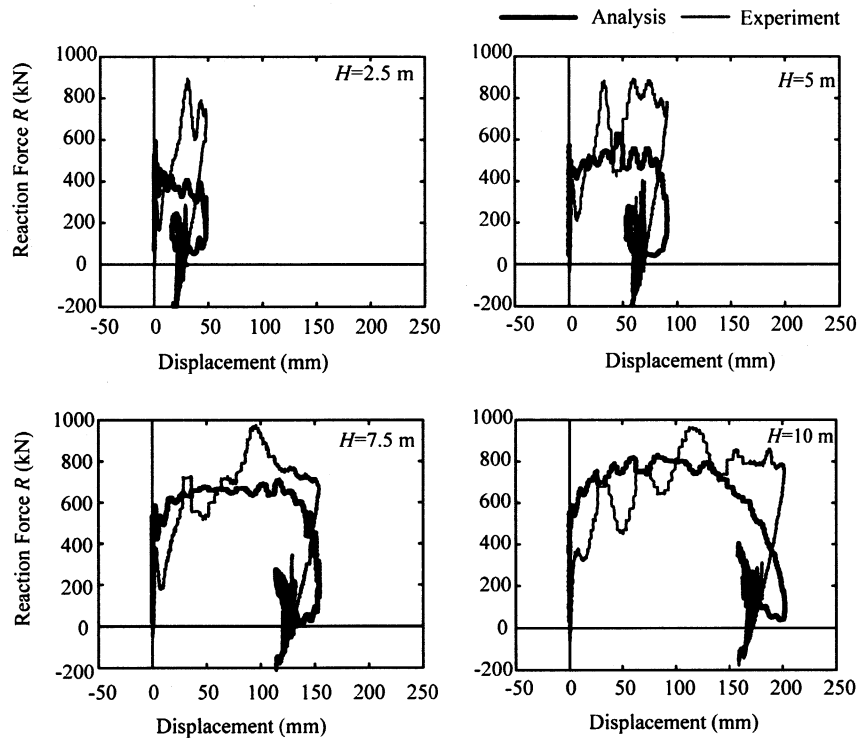 Analysis Experiment
Reaction Force R (kN)
1000
800
600
400
200
0
-200
H=2.5 m
-50 0 50 100 150 200 250
Displacement (mm)
1000
800
600
400
200
0
-200
H=5 m
-50 0 50 100 150 200 250
Displacement (mm)
Reaction Force R (kN)
1000
800
600
400
200
0
-200
H=7.5 m
-50 0 50 100 150 200 250
Displacement (mm)
1000
800
600
400
200
0
-200
H=10 m
-50 0 50 100 150 200 250
Displacement (mm)